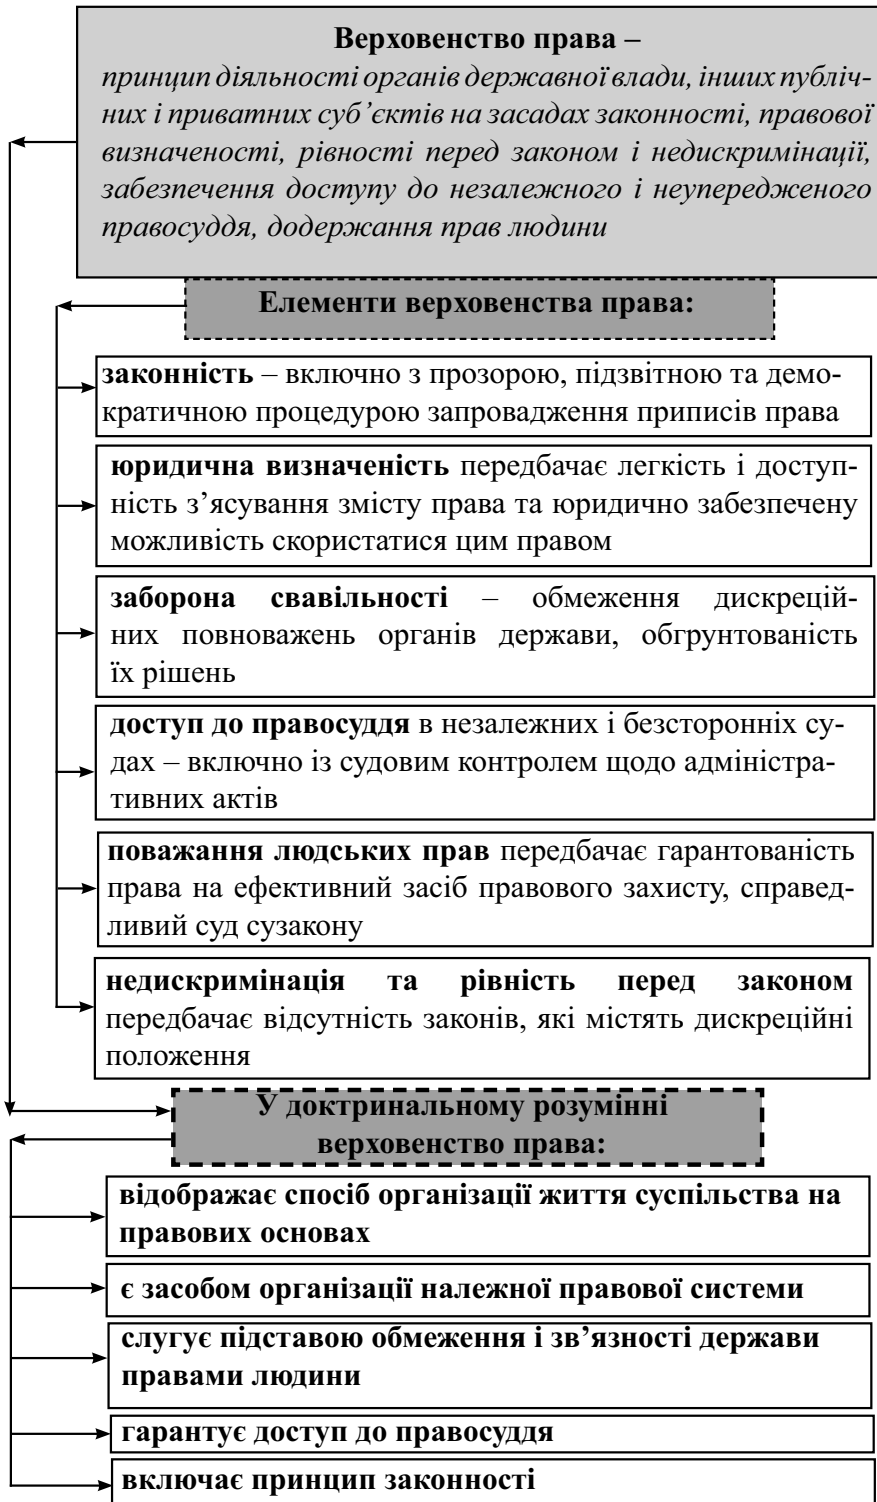 Верховенство права –
принцип діяльності органів державної влади, інших публіч-
них і приватних суб’єктів на засадах законності, правової
визначеності, рівності перед законом і недискримінації,
забезпечення доступу до незалежного і неупередженого
правосуддя, додержання прав людини
Елементи верховенства права:
законність – включно з прозорою, підзвітною та демо-
кратичною процедурою запровадження приписів права
юридична визначеність передбачає легкість і доступ-
ність з’ясування змісту права та юридично забезпечену
можливість скористатися цим правом
заборона свавільності – обмеження дискрецій-
них повноважень органів держави, обгрунтованість
їх рішень
доступ до правосуддя в незалежних і безсторонніх су-
дах – включно із судовим контролем щодо адміністра-
тивних актів
поважання людських прав передбачає гарантованість
права на ефективний засіб правового захисту, справед-
ливий суд сузакону
недискримінація та рівність перед законом
передбачає відсутність законів, які містять дискреційні
положення
У доктринальному розумінні
верховенство права:
відображає спосіб організації життя суспільства на
правових основах
є засобом організації належної правової системи
слугує підставою обмеження і зв’язності держави
правами людини
гарантує доступ до правосуддя
включає принцип законності